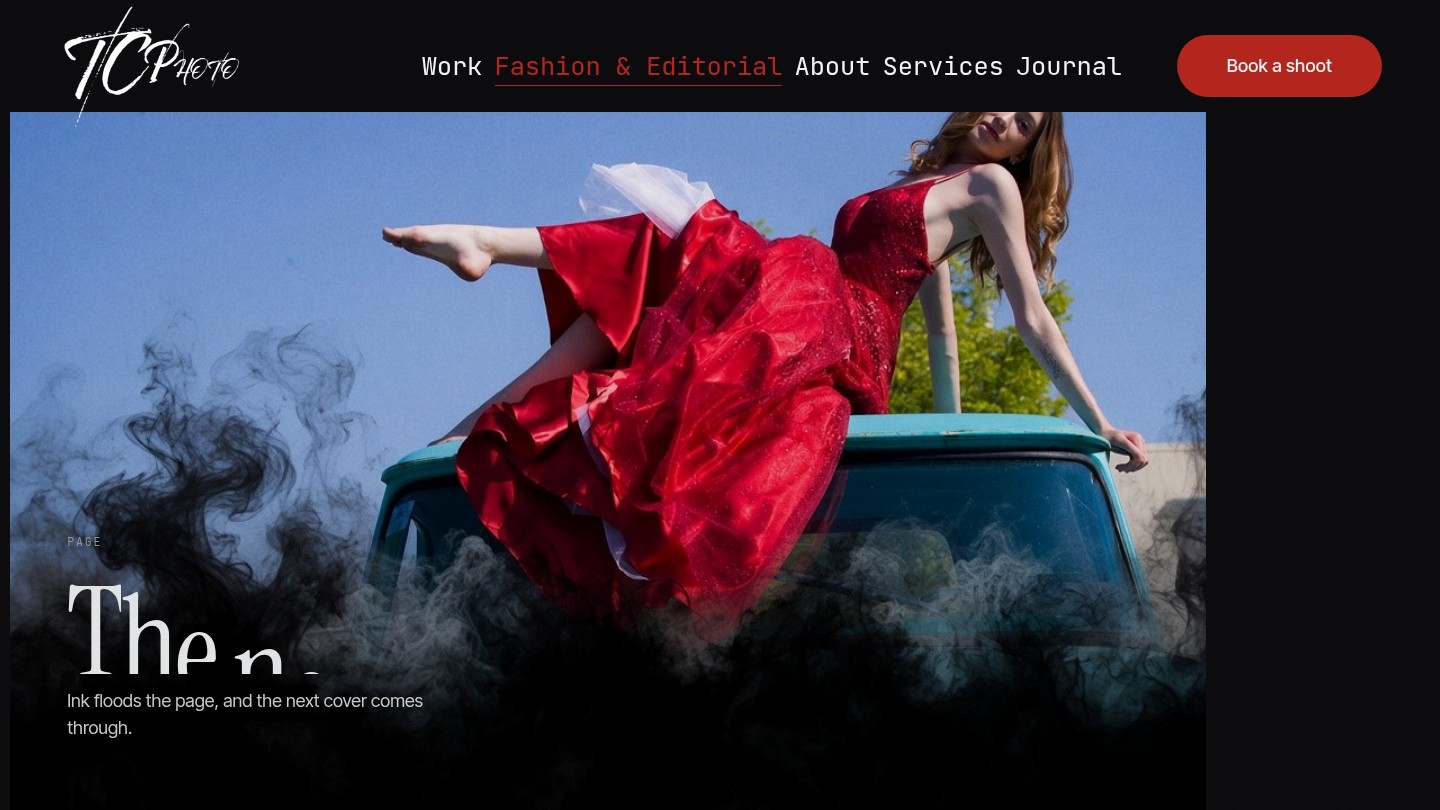 TCPHOTO
Work Fashion & Editorial About Services Journal
Book a shoot
PAGE
The
Ink floods the page, and the next cover comes
through.